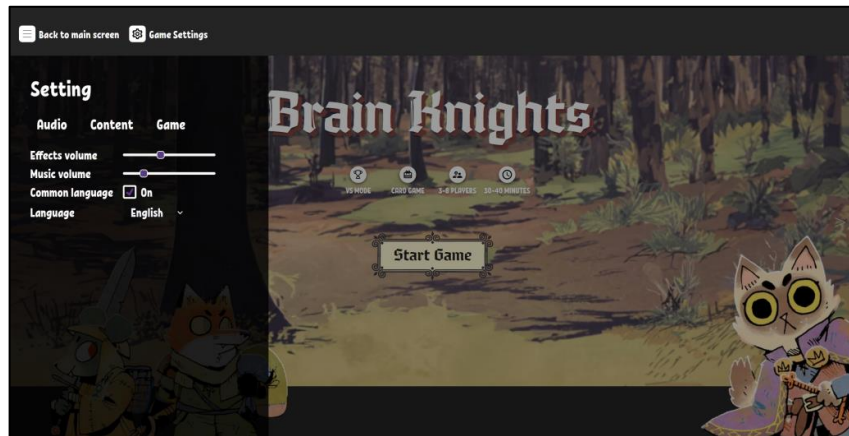 Back to main screen Game Settings
Setting
Audio Content Game
Effects volume
Music volume
Common language On
Language English
Brain Knights
VS MODE CARD GAME 3-8 PLAYERS 30-40 MINUTES
Start Game